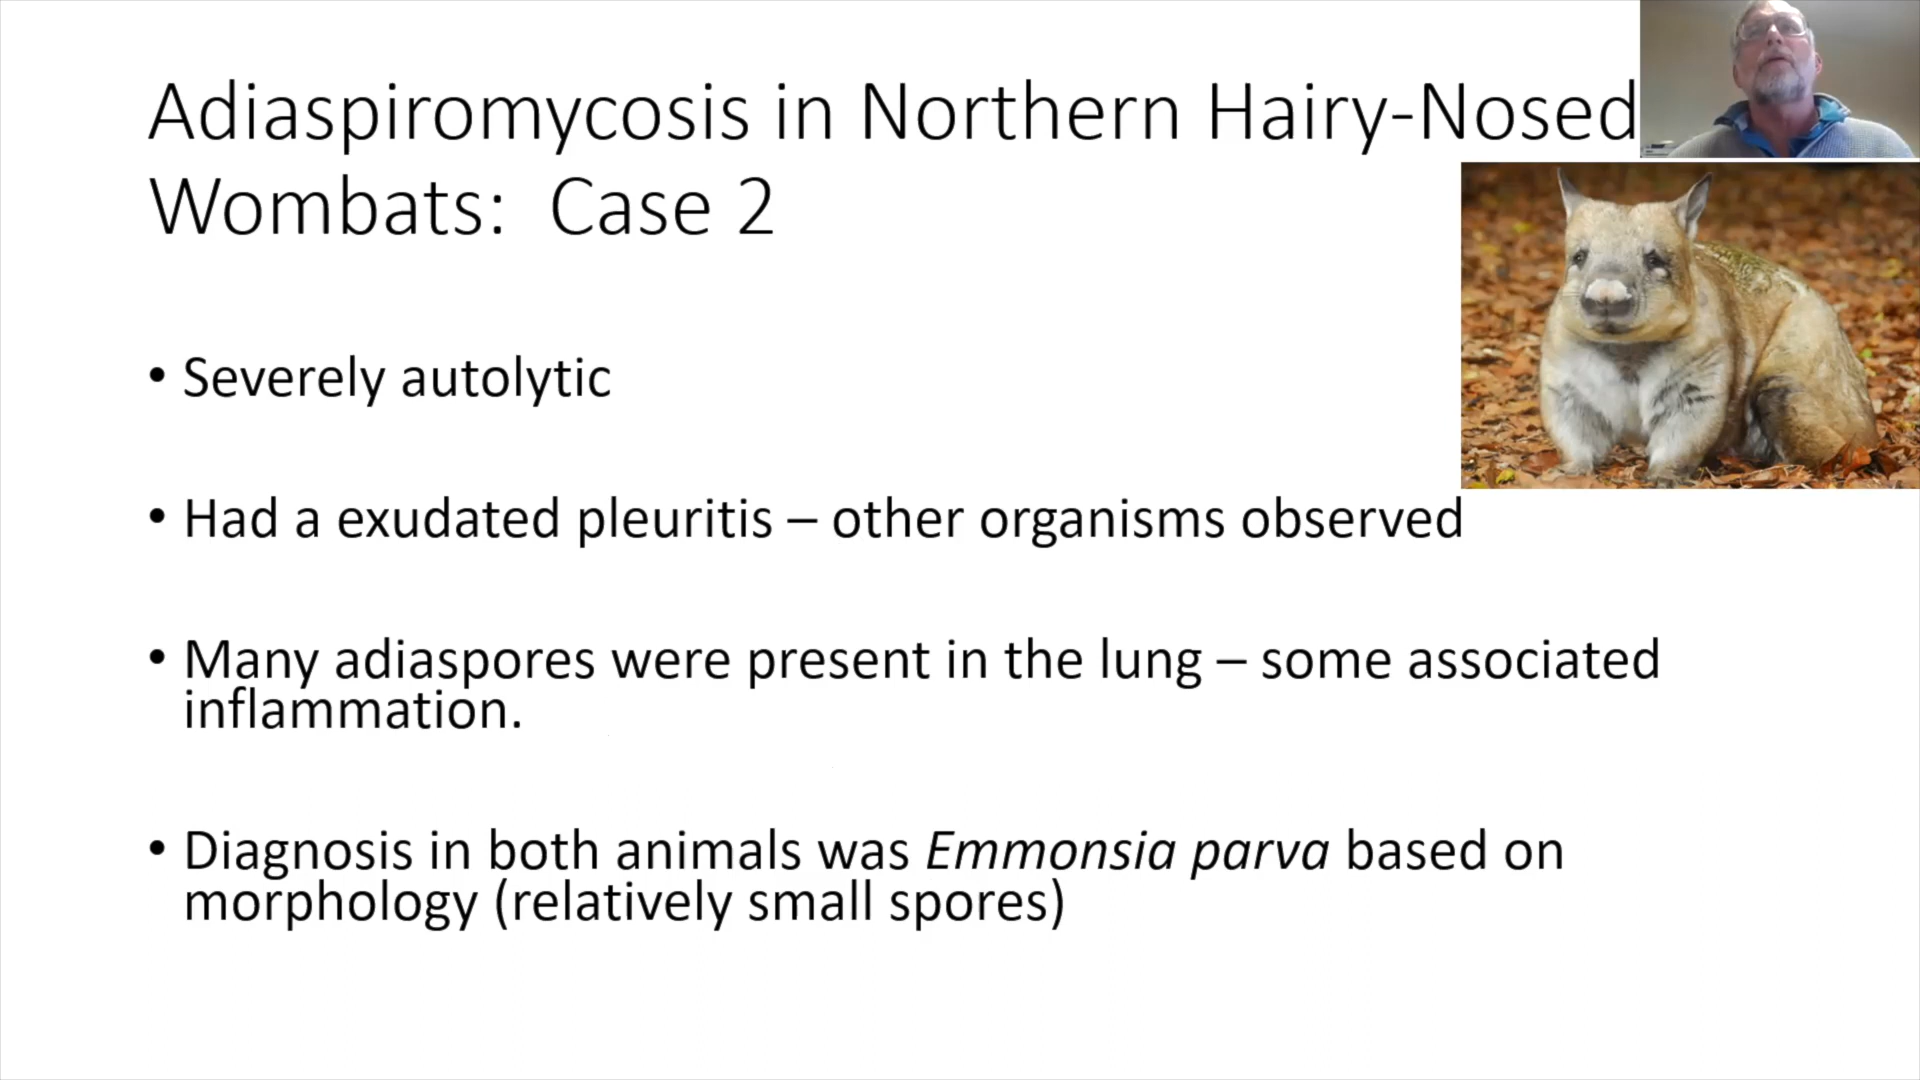 Adiaspiromycosis in Northern Hairy-Nosed
Wombats: Case 2
• Severely autolytic
• Had a exudated pleuritis – other organisms observed
• Many adiaspores were present in the lung – some associated
inflammation.
• Diagnosis in both animals was Emmonsia parva based on
morphology (relatively small spores)